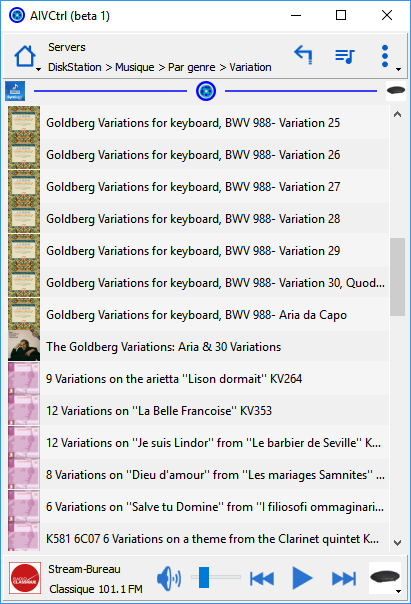 AIVCtrl (beta 1)
Servers
DiskStation > Musique > Par genre > Variation
Goldberg Variations for keyboard, BWV 988- Variation 25
Goldberg Variations for keyboard, BWV 988- Variation 26
Goldberg Variations for keyboard, BWV 988- Variation 27
Goldberg Variations for keyboard, BWV 988- Variation 28
Goldberg Variations for keyboard, BWV 988- Variation 29
Goldberg Variations for keyboard, BWV 988- Variation 30, Quod...
Goldberg Variations for keyboard, BWV 988- Aria da Capo
The Goldberg Variations: Aria & 30 Variations
9 Variations on the arietta "Lison dormait" KV264
12 Variations on "La Belle Francoise" KV353
12 Variations on "Je suis Lindor" from "Le barbier de Seville" K...
8 Variations on "Dieu d'amour" from "Les mariages Samnites" ...
6 Variations on "Salve tu Domine" from "I filiosofi ommaginari...
K581 6C07 6 Variations on a theme from the Clarinet quintet K...
RADIO
CLASSIQUE
Stream-Bureau
Classique 101.1 FM